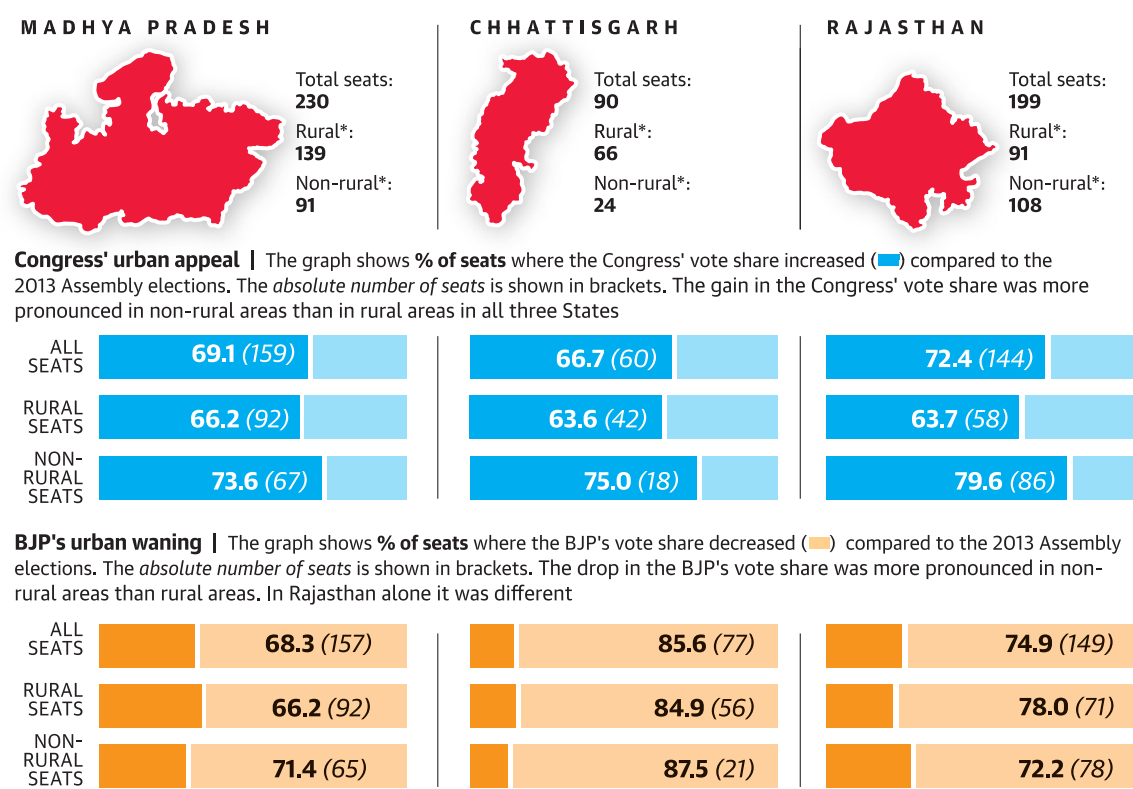 MADHYA PRADESH
Total seats:
230
Rural*:
139
Non-rural*:
91
CHHATTISGARH
Total seats:
90
Rural*:
66
Non-rural*:
24
RAJASTHAN
Total seats:
199
Rural*:
91
Non-rural*:
108
Congress' urban appeal | The graph shows % of seats where the Congress' vote share increased ( ) compared to the
2013 Assembly elections. The absolute number of seats is shown in brackets. The gain in the Congress' vote share was more
pronounced in non-rural areas than in rural areas in all three States
ALL
SEATS
69.1 (159)
66.7 (60)
72.4 (144)
RURAL
SEATS
66.2 (92)
63.6 (42)
63.7 (58)
NON-
RURAL
SEATS
73.6 (67)
75.0 (18)
79.6 (86)
BJP's urban waning | The graph shows % of seats where the BJP's vote share decreased ( ) compared to the 2013 Assembly
elections. The absolute number of seats is shown in brackets. The drop in the BJP's vote share was more pronounced in non-
rural areas than rural areas. In Rajasthan alone it was different
ALL
SEATS
68.3 (157)
85.6 (77)
74.9 (149)
RURAL
SEATS
66.2 (92)
84.9 (56)
78.0 (71)
NON-
RURAL
SEATS
71.4 (65)
87.5 (21)
72.2 (78)